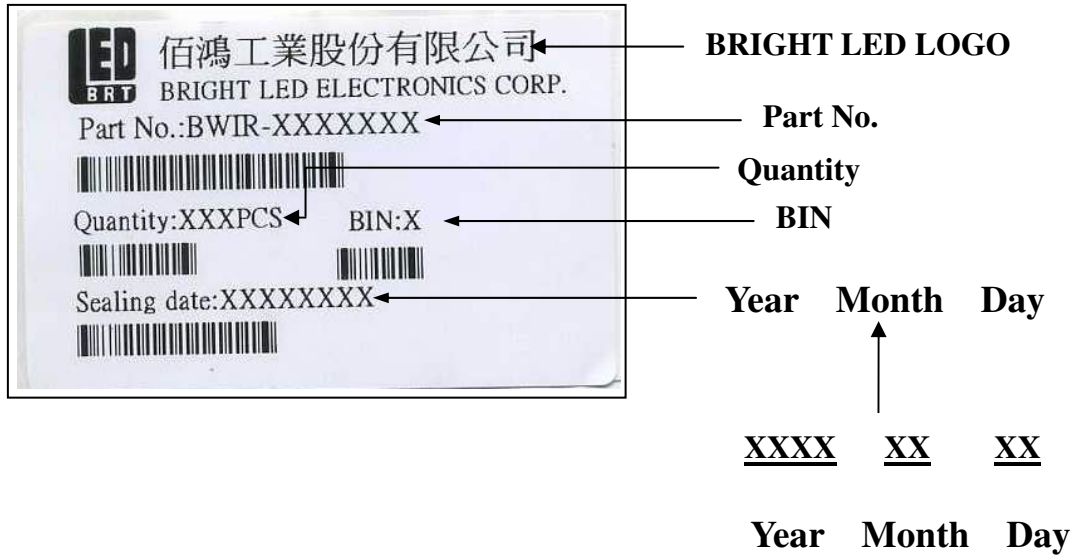 LED
BRT
佰鴻工業股份有限公司
BRIGHT LED ELECTRONICS CORP.
Part No.:BWIR-XXXXXXX
Quantity:XXXPCS
BIN:X
Sealing date:XXXXXXXX
BRIGHT LED LOGO
Part No.
Quantity
BIN
Year Month Day
XXXX XX XX
Year Month Day